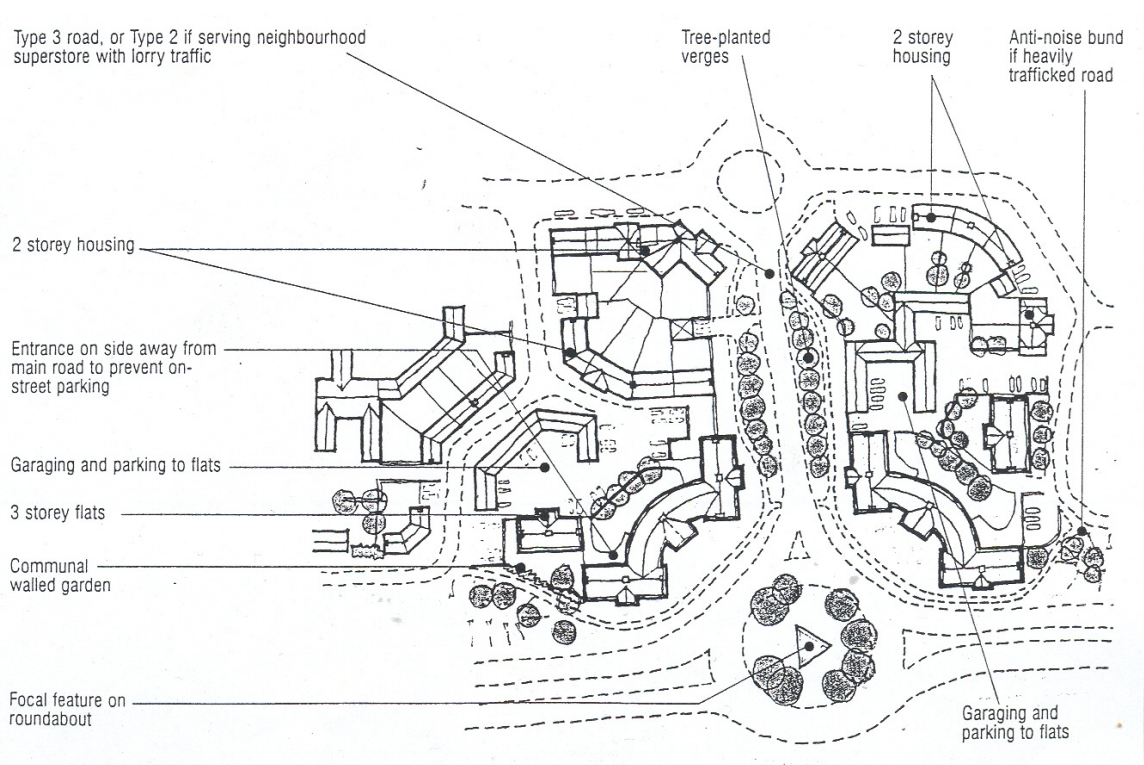 Type 3 road, or Type 2 if serving neighbourhood
superstore with lorry traffic
Tree-planted
verges
2 storey
housing
Anti-noise bund
if heavily
trafficked road
2 storey housing
Entrance on side away from
main road to prevent on-
street parking
Garaging and parking to flats
3 storey flats
Communal
walled garden
Focal feature on
roundabout
Garaging and
parking to flats